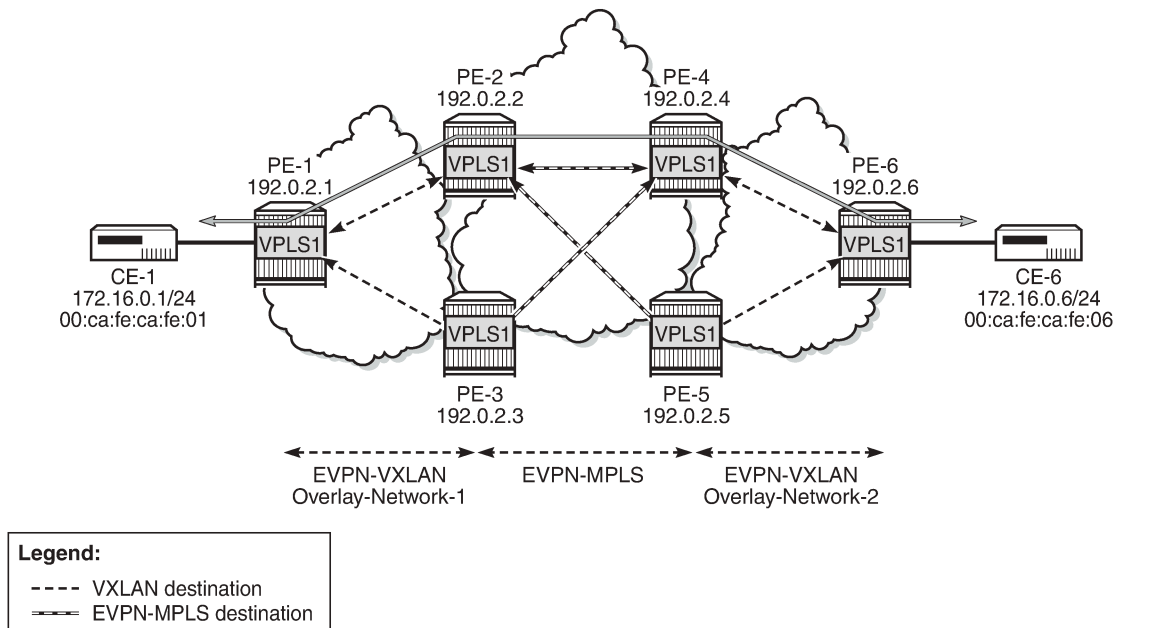 PE-2
192.0.2.2
PE-4
192.0.2.4
PE-1
192.0.2.1
PE-6
192.0.2.6
VPLS1
VPLS1
VPLS1
VPLS1
CE-1
172.16.0.1/24
00:ca:fe:ca:fe:01
CE-6
172.16.0.6/24
00:ca:fe:ca:fe:06
VPLS1
VPLS1
PE-3
192.0.2.3
PE-5
192.0.2.5
EVPN-VXLAN
Overlay-Network-1
EVPN-MPLS
EVPN-VXLAN
Overlay-Network-2
Legend:
VXLAN destination
EVPN-MPLS destination